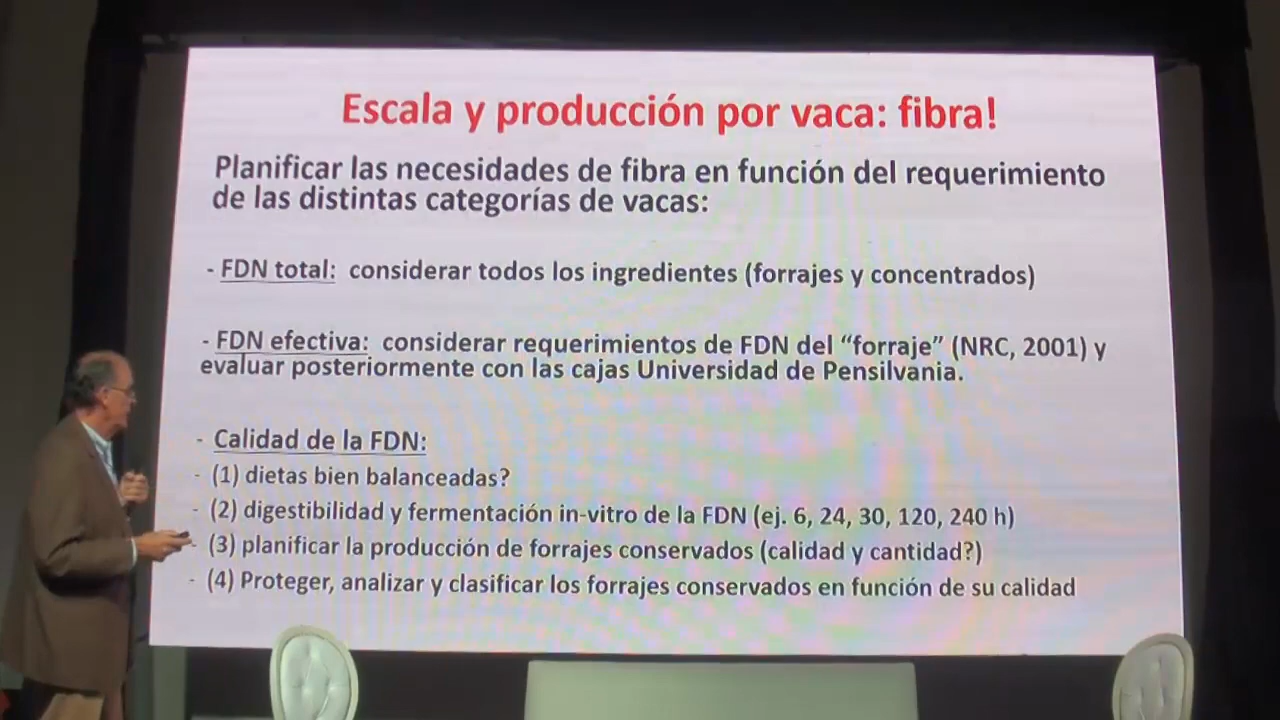 Escala y producción por vaca: fibra!
Planificar las necesidades de fibra en función del requerimiento
de las distintas categorías de vacas:
- FDN total: considerar todos los ingredientes (forrajes y concentrados)
- FDN efectiva: considerar requerimientos de FDN del “forraje” (NRC, 2001) y
evaluar posteriormente con las cajas Universidad de Pensilvania.
- Calidad de la FDN:
- (1) dietas bien balanceadas?
- (2) digestibilidad y fermentación in-vitro de la FDN (ej. 6, 24, 30, 120, 240 h)
- (3) planificar la producción de forrajes conservados (calidad y cantidad?)
- (4) Proteger, analizar y clasificar los forrajes conservados en función de su calidad